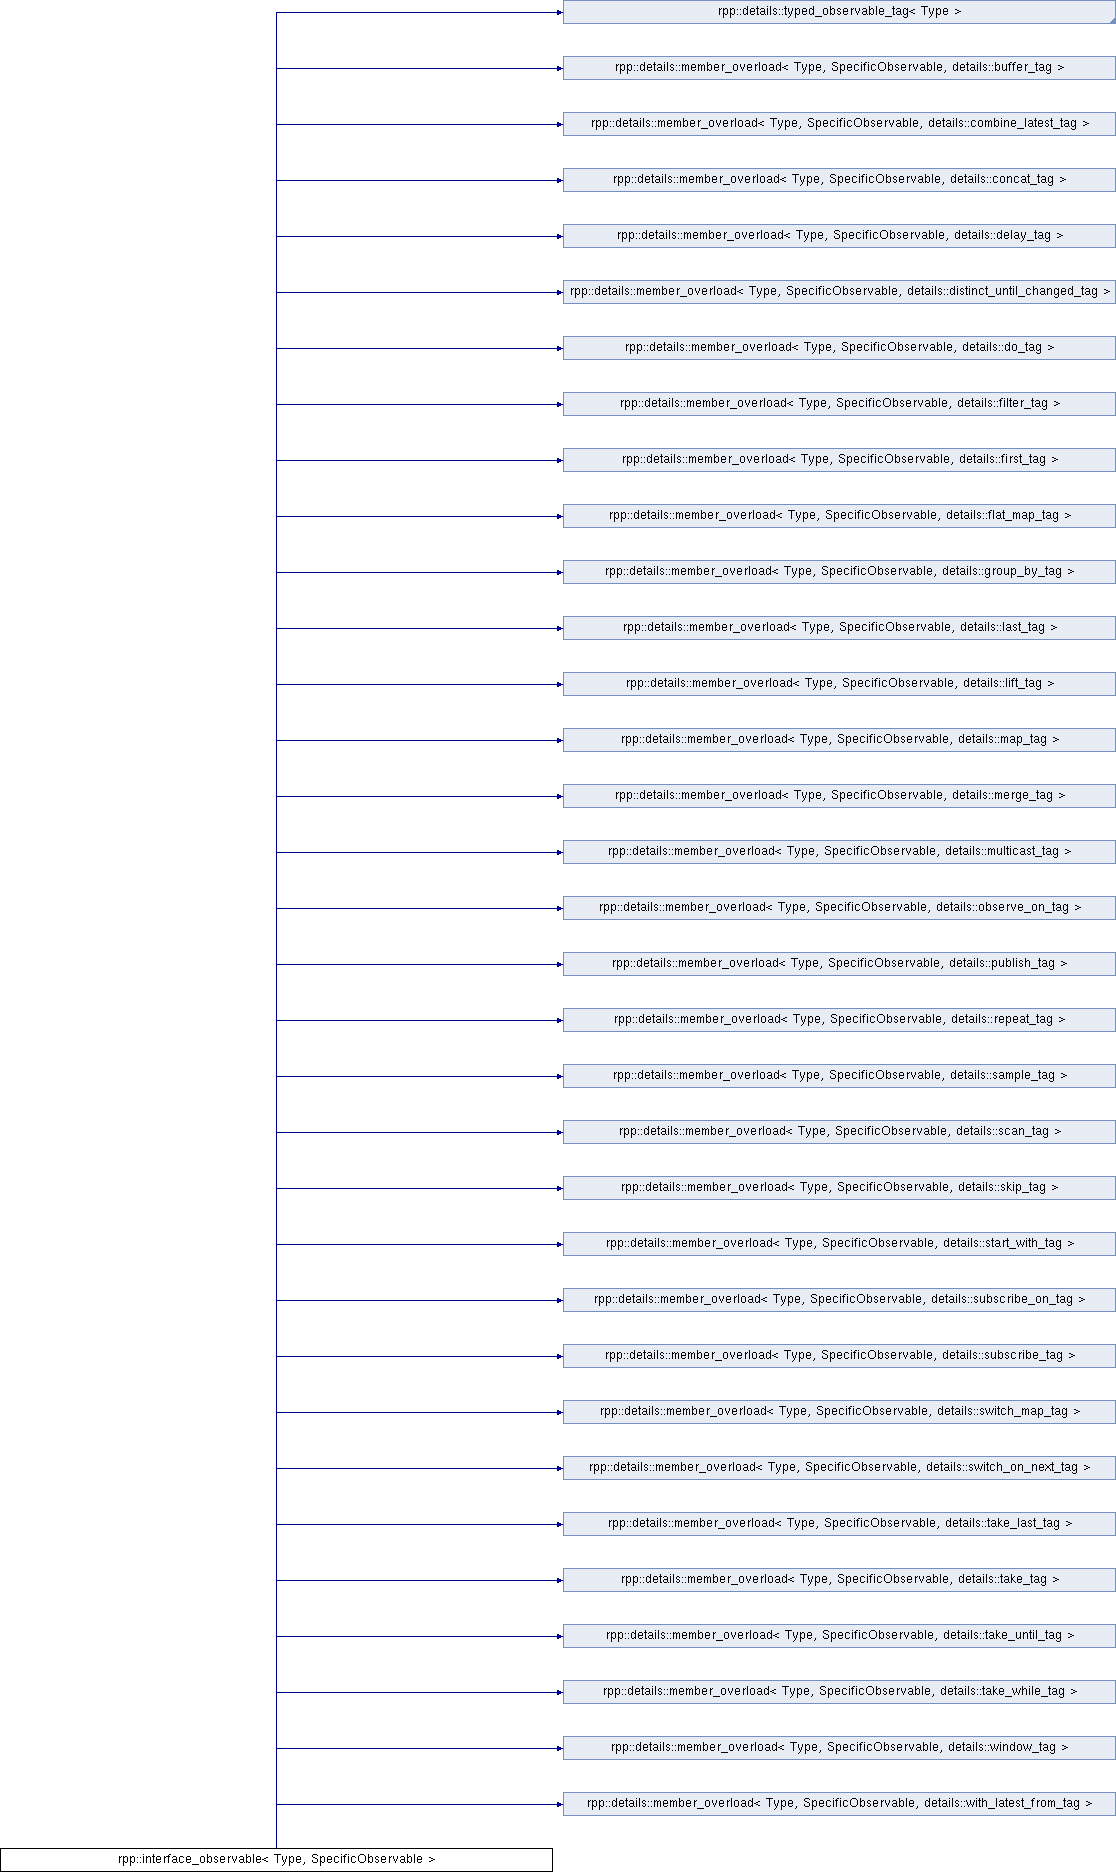 rpp::details::typed_observable_tag< Type >
rpp::details::member_overload< Type, SpecificObservable, details::buffer_tag >
rpp::details::member_overload< Type, SpecificObservable, details::combine_latest_tag >
rpp::details::member_overload< Type, SpecificObservable, details::concat_tag >
rpp::details::member_overload< Type, SpecificObservable, details::delay_tag >
rpp::details::member_overload< Type, SpecificObservable, details::distinct_until_changed_tag >
rpp::details::member_overload< Type, SpecificObservable, details::do_tag >
rpp::details::member_overload< Type, SpecificObservable, details::filter_tag >
rpp::details::member_overload< Type, SpecificObservable, details::first_tag >
rpp::details::member_overload< Type, SpecificObservable, details::flat_map_tag >
rpp::details::member_overload< Type, SpecificObservable, details::group_by_tag >
rpp::details::member_overload< Type, SpecificObservable, details::last_tag >
rpp::details::member_overload< Type, SpecificObservable, details::lift_tag >
rpp::details::member_overload< Type, SpecificObservable, details::map_tag >
rpp::details::member_overload< Type, SpecificObservable, details::merge_tag >
rpp::details::member_overload< Type, SpecificObservable, details::multicast_tag >
rpp::details::member_overload< Type, SpecificObservable, details::observe_on_tag >
rpp::details::member_overload< Type, SpecificObservable, details::publish_tag >
rpp::details::member_overload< Type, SpecificObservable, details::repeat_tag >
rpp::details::member_overload< Type, SpecificObservable, details::sample_tag >
rpp::details::member_overload< Type, SpecificObservable, details::scan_tag >
rpp::details::member_overload< Type, SpecificObservable, details::skip_tag >
rpp::details::member_overload< Type, SpecificObservable, details::start_with_tag >
rpp::details::member_overload< Type, SpecificObservable, details::subscribe_on_tag >
rpp::details::member_overload< Type, SpecificObservable, details::subscribe_tag >
rpp::details::member_overload< Type, SpecificObservable, details::switch_map_tag >
rpp::details::member_overload< Type, SpecificObservable, details::switch_on_next_tag >
rpp::details::member_overload< Type, SpecificObservable, details::take_last_tag >
rpp::details::member_overload< Type, SpecificObservable, details::take_tag >
rpp::details::member_overload< Type, SpecificObservable, details::take_until_tag >
rpp::details::member_overload< Type, SpecificObservable, details::take_while_tag >
rpp::details::member_overload< Type, SpecificObservable, details::window_tag >
rpp::details::member_overload< Type, SpecificObservable, details::with_latest_from_tag >
rpp::interface_observable< Type, SpecificObservable >